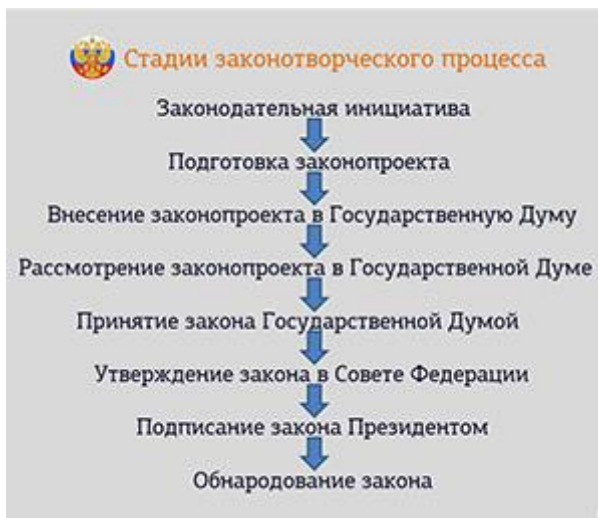 Стадии законотворческого процесса
Законодательная инициатива
Подготовка законопроекта
Внесение законопроекта в Государственную Думу
Рассмотрение законопроекта в Государственной Думе
Принятие закона Государственной Думой
Утверждение закона в Совете Федерации
Подписание закона Президентом
Обнародование закона